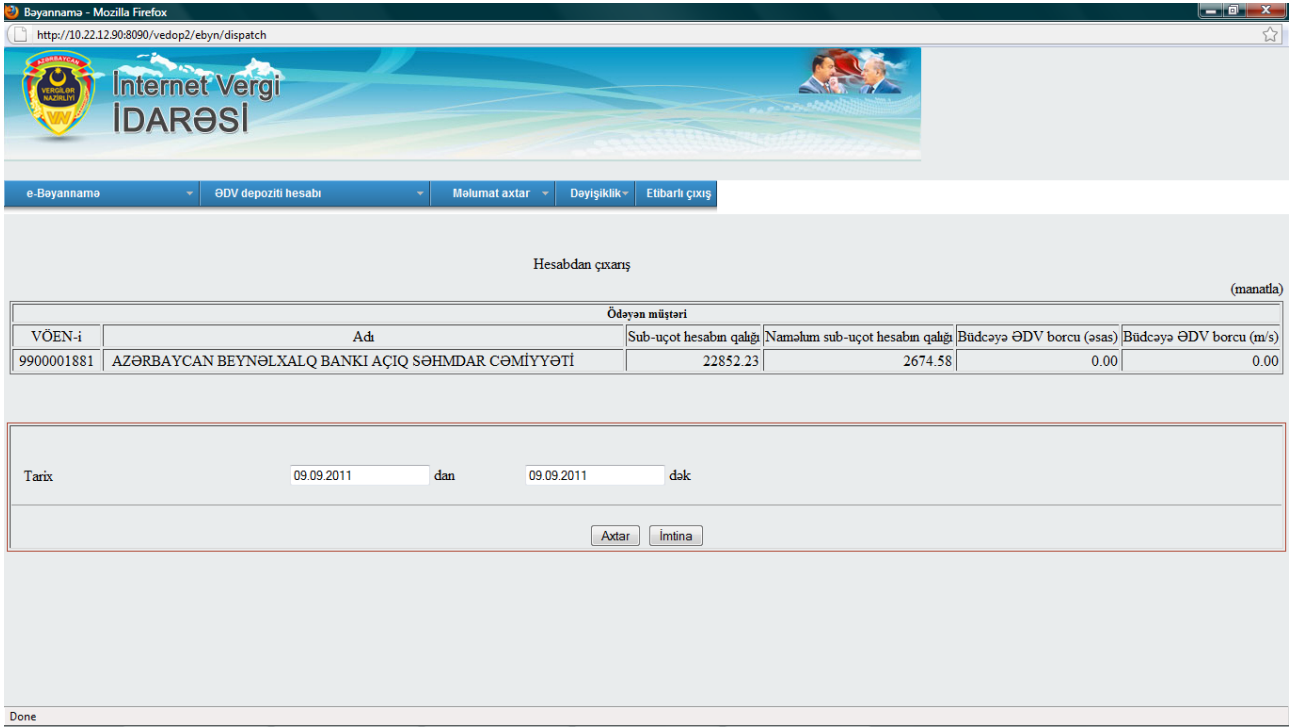 Bəyannamə - Mozilla Firefox
http://10.22.12.90:8090/vedop2/ebyn/dispatch
AZƏRBAYCAN
VERGİLƏR
NAZİRLİYİ
VN
İnternet Vergi
İDARƏSİ
e-Bəyannamə ƏDV depoziti hesabı Məlumat axtar Dəyişiklik Etibarlı çıxış
Hesabdan çıxarış
(manatla)
Ödəyən müştəri
VÖEN-i Adı Sub-uçot hesabın qalığı Naməlum sub-uçot hesabın qalığı Büdcəyə ƏDV borcu (əsas) Büdcəyə ƏDV borcu (m/s)
9900001881 AZƏRBAYCAN BEYNƏLXALQ BANKI AÇIQ SƏHMDAR CƏMİYYƏTİ 22852.23 2674.58 0.00 0.00
Tarix 09.09.2011 dan 09.09.2011 dək
Axtar İmtina
Done